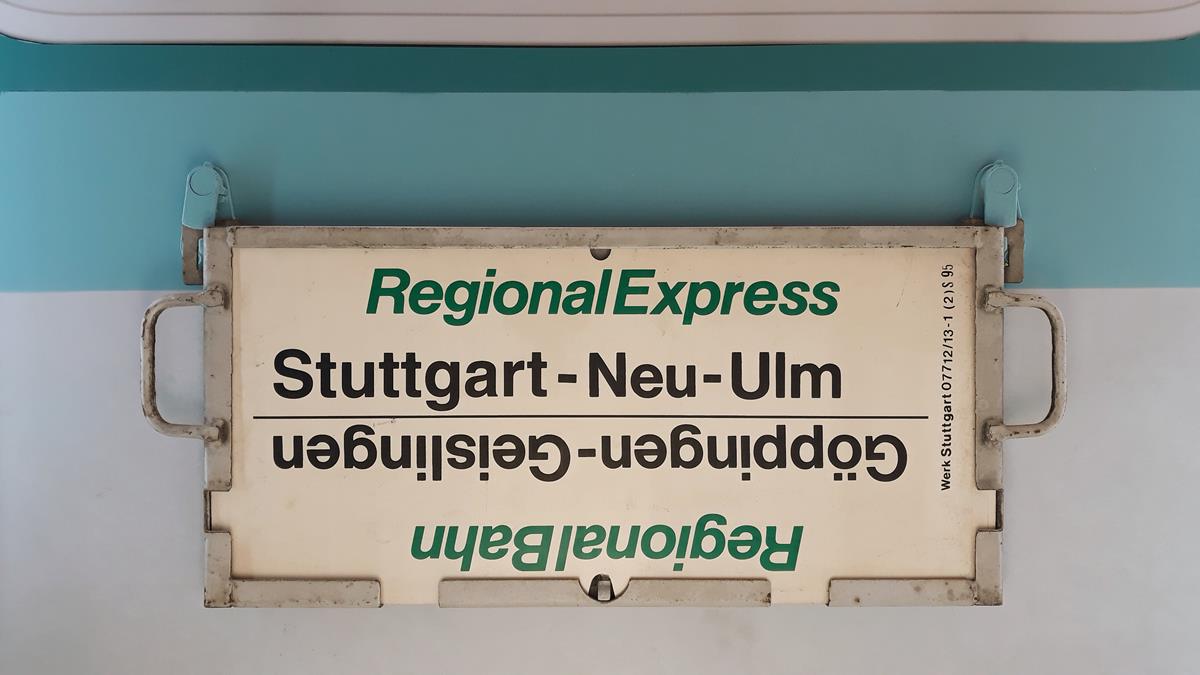 RegionalExpress
Stuttgart-Neu-Ulm
Göppingen-Geislingen
RegionalBahn
Werk Stuttgart 07712/13-1 (2) S 95